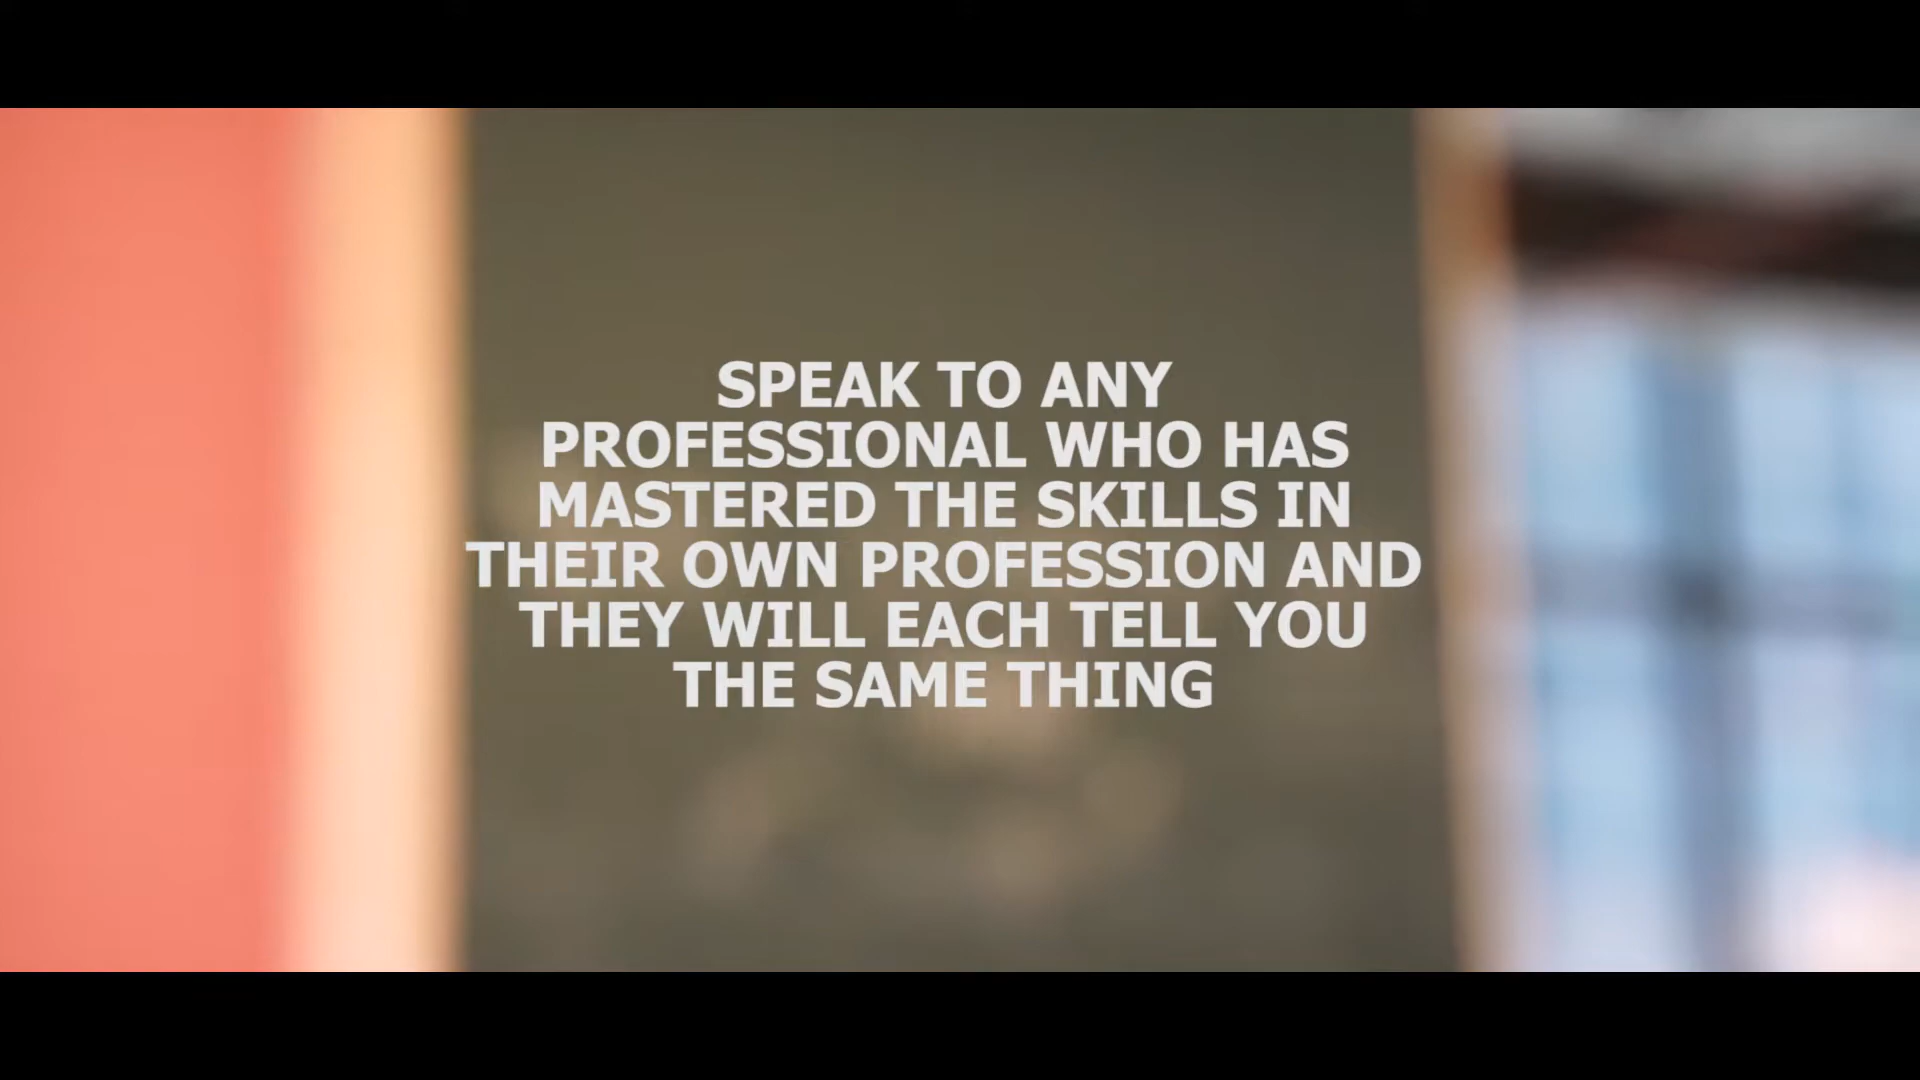 SPEAK TO ANY
PROFESSIONAL WHO HAS
MASTERED THE SKILLS IN
THEIR OWN PROFESSION AND
THEY WILL EACH TELL YOU
THE SAME THING